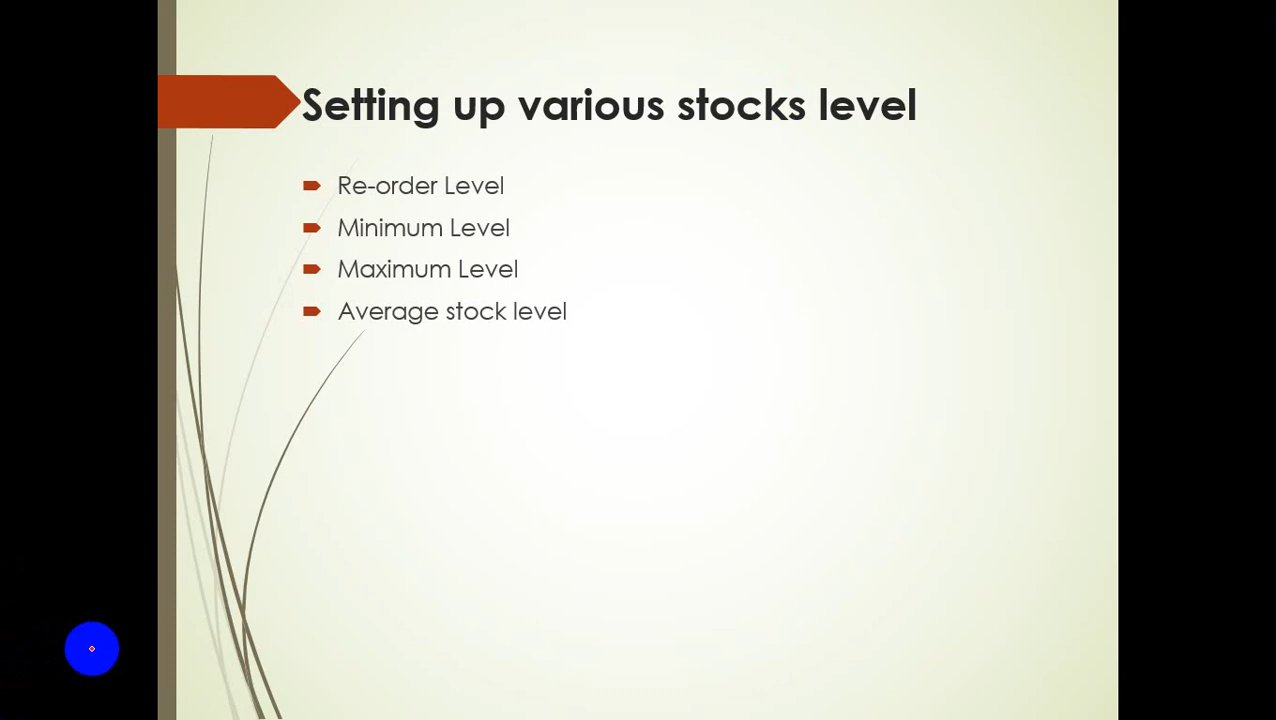 Setting up various stocks level
Re-order Level
Minimum Level
Maximum Level
Average stock level